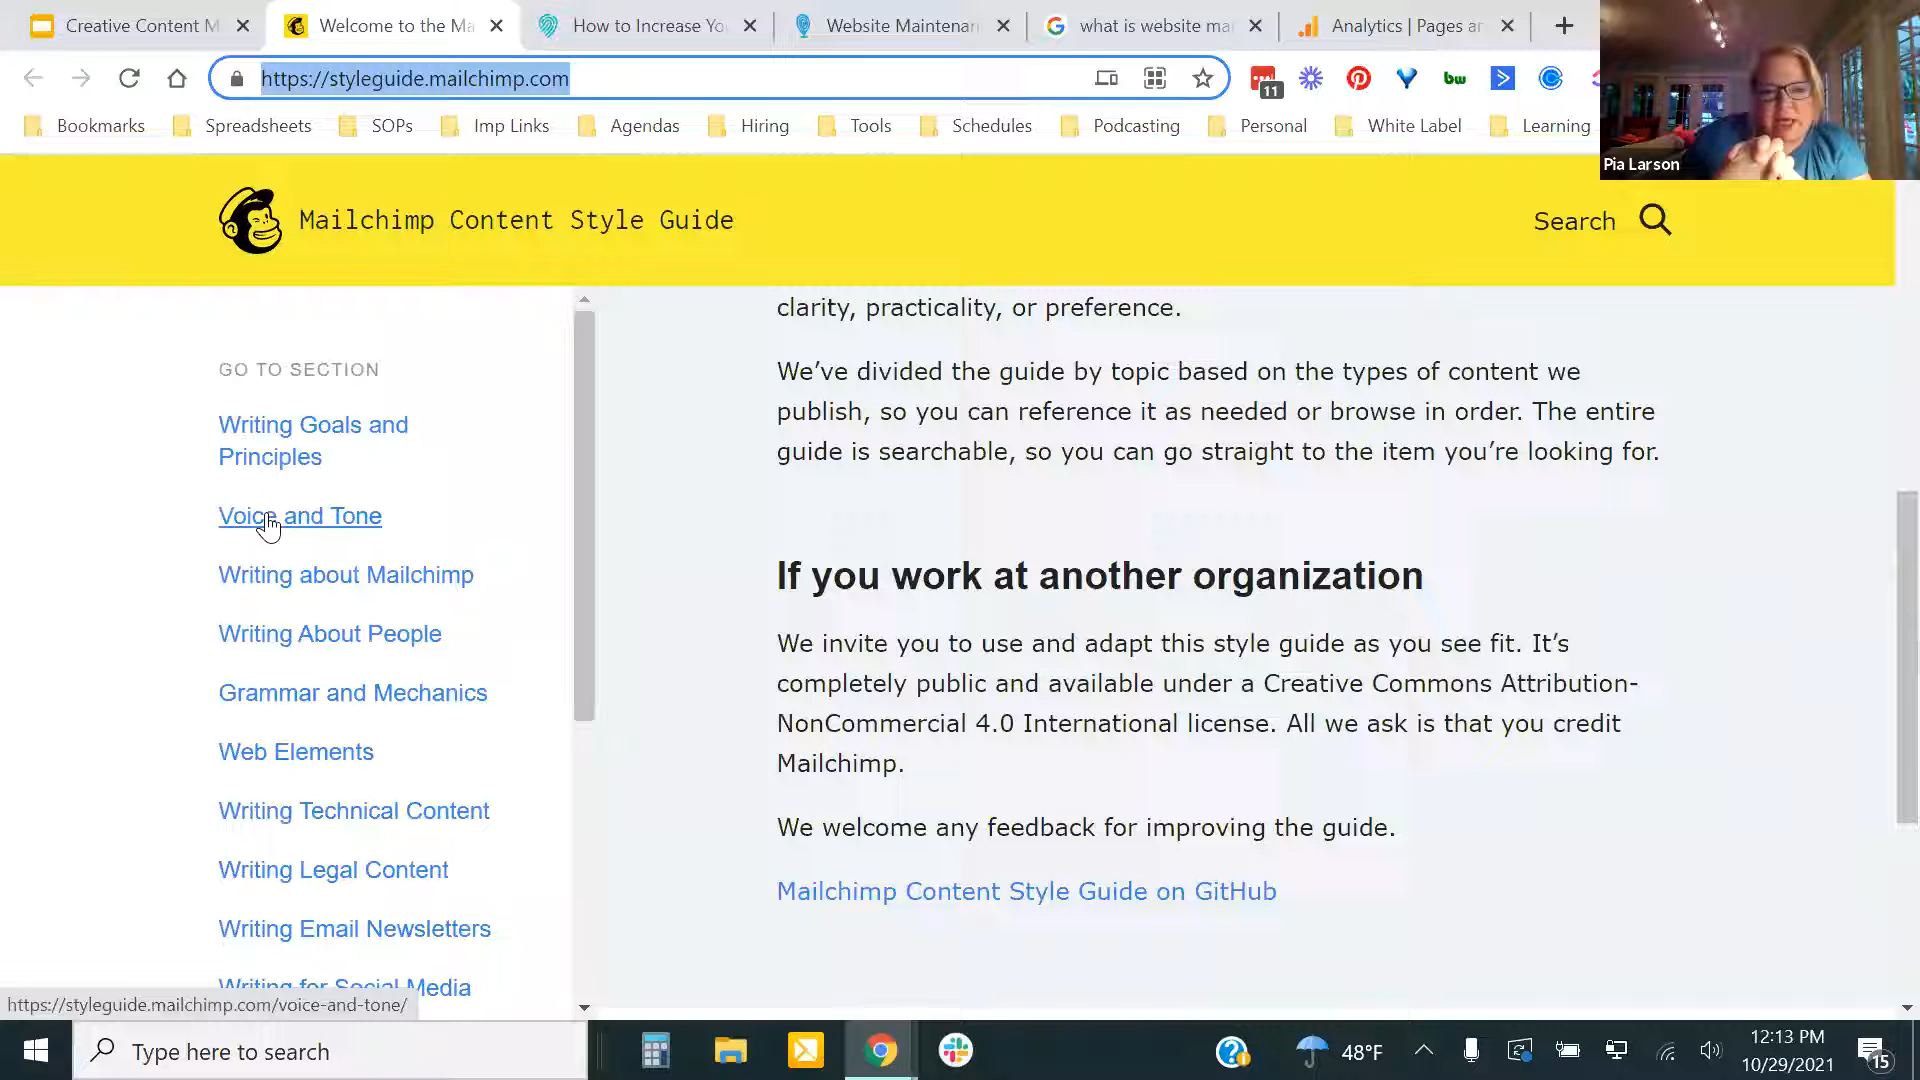 Creative Content M
Welcome to the Ma
How to Increase Yo
Website Maintenan
what is website ma
Analytics | Pages ar
https://styleguide.mailchimp.com
11
bw
Bookmarks
Spreadsheets
SOPs
Imp Links
Agendas
Hiring
Tools
Schedules
Podcasting
Personal
White Label
Learning
Pia Larson
Mailchimp Content Style Guide
Search
GO TO SECTION
Writing Goals and
Principles
Voice and Tone
Writing about Mailchimp
Writing About People
Grammar and Mechanics
Web Elements
Writing Technical Content
Writing Legal Content
Writing Email Newsletters
Writing for Social Media
clarity, practicality, or preference.
We’ve divided the guide by topic based on the types of content we
publish, so you can reference it as needed or browse in order. The entire
guide is searchable, so you can go straight to the item you’re looking for.
If you work at another organization
We invite you to use and adapt this style guide as you see fit. It’s
completely public and available under a Creative Commons Attribution-
NonCommercial 4.0 International license. All we ask is that you credit
Mailchimp.
We welcome any feedback for improving the guide.
Mailchimp Content Style Guide on GitHub
https://styleguide.mailchimp.com/voice-and-tone/
Type here to search
48°F
12:13 PM
10/29/2021
15